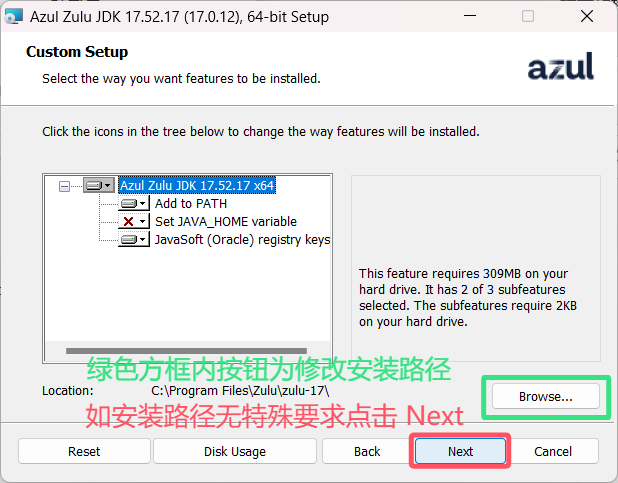 Azul Zulu JDK 17.52.17 (17.0.12), 64-bit Setup
Custom Setup
Select the way you want features to be installed.
azul
Click the icons in the tree below to change the way features will be installed.
Azul Zulu JDK 17.52.17 x64
Add to PATH
Set JAVA_HOME variable
JavaSoft (Oracle) registry keys
This feature requires 309MB on your
hard drive. It has 2 of 3 subfeatures
selected. The subfeatures require 2KB
on your hard drive.
绿色方框内按钮为修改安装路径
Location: C:\Program Files\Zulu\zulu-17\
Browse...
如安装路径无特殊要求点击 Next
Reset Disk Usage Back Next Cancel